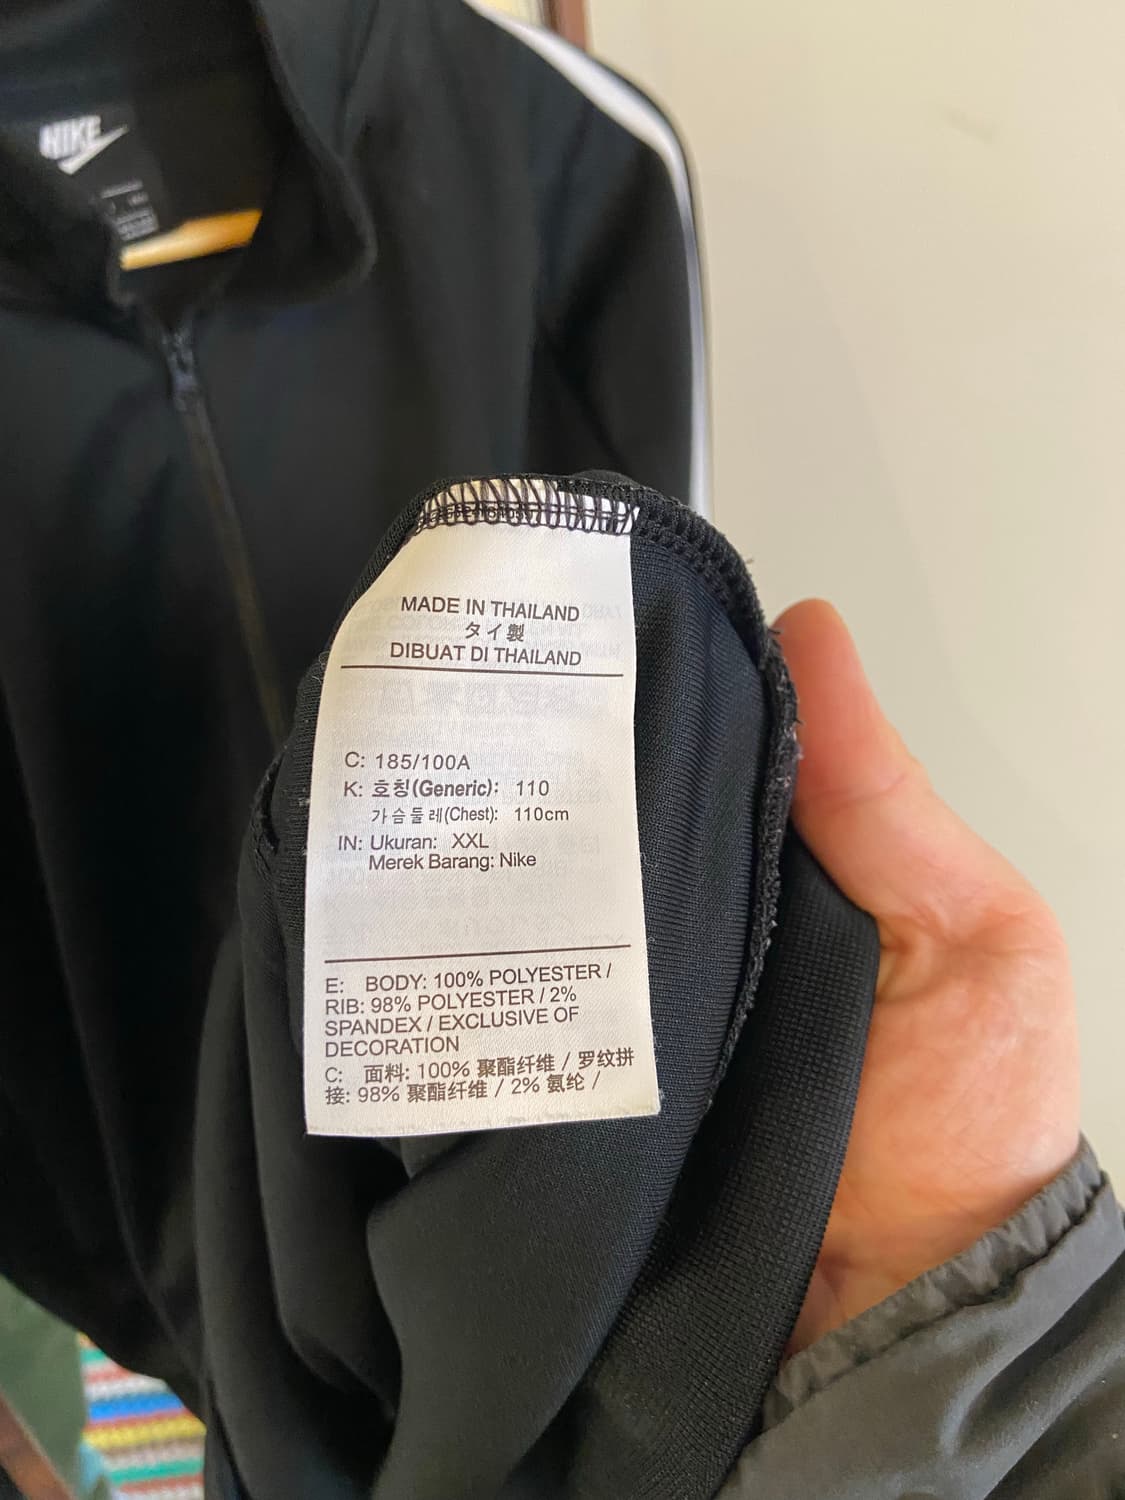 NIKE
MADE IN THAILAND
タイ製
DIBUAT DI THAILAND
C: 185/100A
K: 호칭(Generic): 110
가슴둘레(Chest): 110cm
IN: Ukuran: XXL
Merek Barang: Nike
E: BODY: 100% POLYESTER /
RIB: 98% POLYESTER / 2%
SPANDEX / EXCLUSIVE OF
DECORATION
C: 面料: 100% 聚酯纤维 / 罗纹拼
接: 98% 聚酯纤维 / 2% 氨纶 /